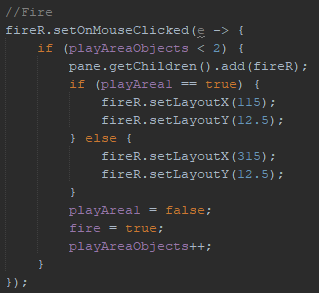 //Fire
fireR.setOnMouseClicked(e -> {
    if (playAreaObjects < 2) {
        pane.getChildren().add(fireR);
        if (playArea1 == true) {
            fireR.setLayoutX(115);
            fireR.setLayoutY(12.5);
        } else {
            fireR.setLayoutX(315);
            fireR.setLayoutY(12.5);
        }
        playArea1 = false;
        fire = true;
        playAreaObjects++;
    }
});